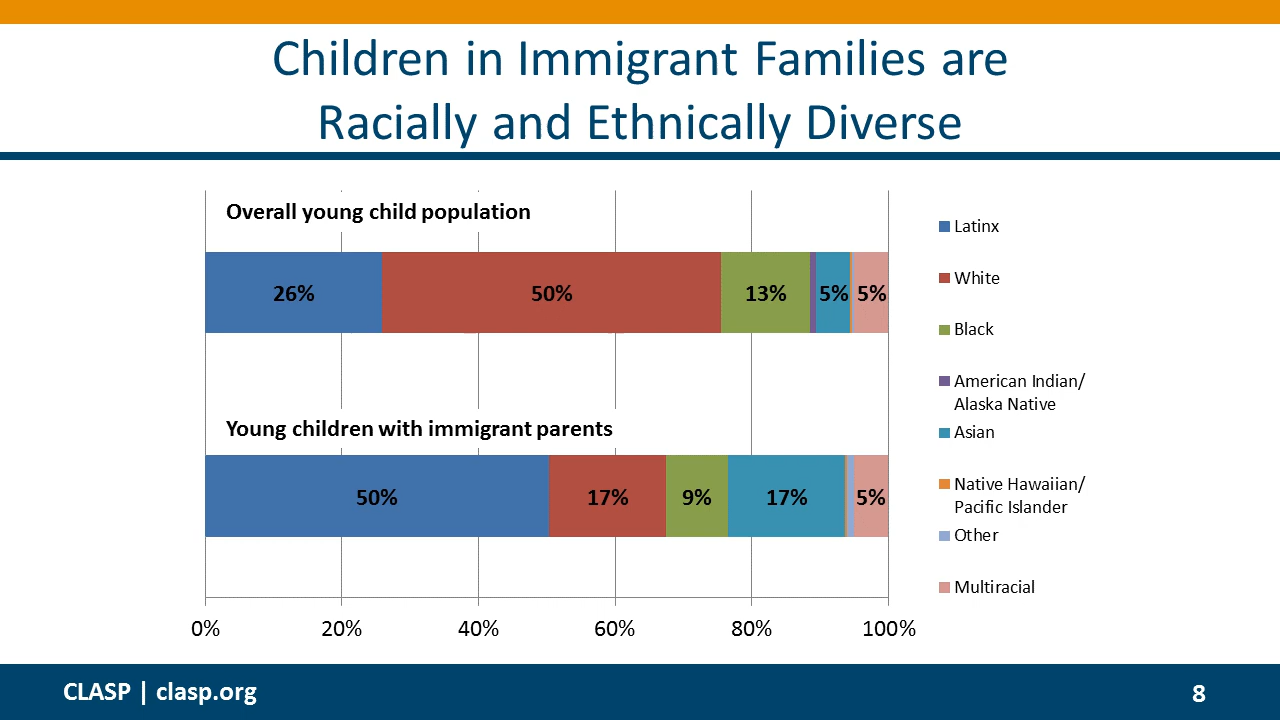 Children in Immigrant Families are
Racially and Ethnically Diverse
Overall young child population
26% 50% 13% 5% 5%
Young children with immigrant parents
50% 17% 9% 17% 5%
0% 20% 40% 60% 80% 100%
Latinx
White
Black
American Indian/
Alaska Native
Asian
Native Hawaiian/
Pacific Islander
Other
Multiracial
CLASP | clasp.org
8